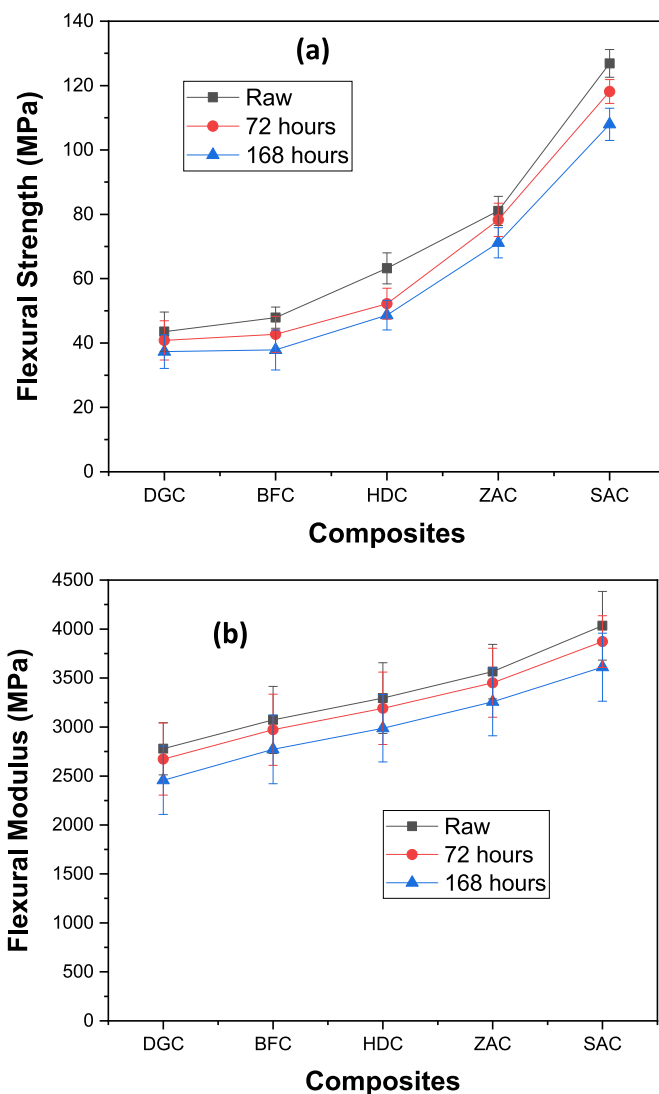 140
120
100
80
60
40
20
0
Flexural Strength (MPa)
(a)
Raw
72 hours
168 hours
DGC BFC HDC ZAC SAC
Composites
4500
4000
3500
3000
2500
2000
1500
1000
500
0
Flexural Modulus (MPa)
(b)
Raw
72 hours
168 hours
DGC BFC HDC ZAC SAC
Composites